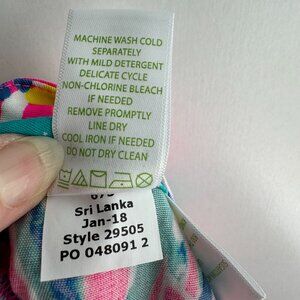 MACHINE WASH COLD
SEPARATELY
WITH MILD DETERGENT
DELICATE CYCLE
NON-CHLORINE BLEACH
IF NEEDED
REMOVE PROMPTLY
LINE DRY
COOL IRON IF NEEDED
DO NOT DRY CLEAN
Sri Lanka
Jan-18
Style 29505
PO 048091 2